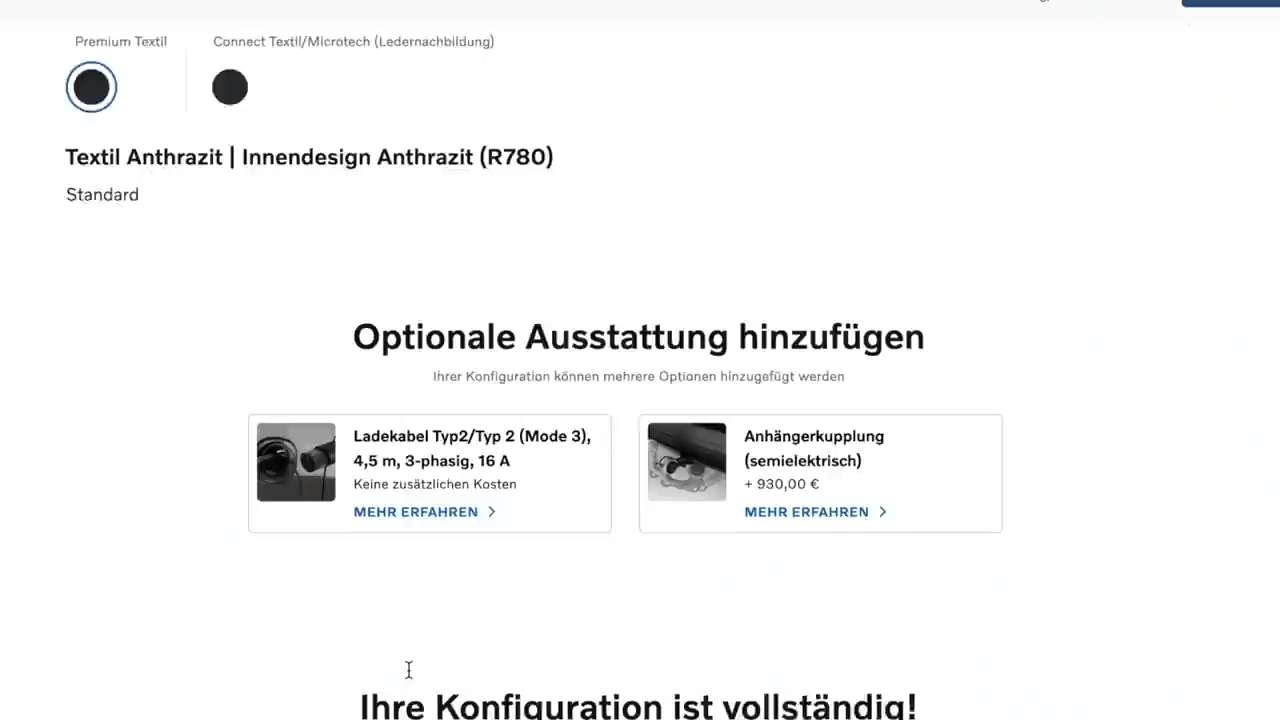 Premium Textil
Connect Textil/Microtech (Ledernachbildung)
Textil Anthrazit | Innendesign Anthrazit (R780)
Standard
Optionale Ausstattung hinzufügen
Ihrer Konfiguration können mehrere Optionen hinzugefügt werden
Ladekabel Typ2/Typ 2 (Mode 3),
4,5 m, 3-phasig, 16 A
Keine zusätzlichen Kosten
MEHR ERFAHREN
Anhängerkupplung
(semielektrisch)
+ 930,00 €
MEHR ERFAHREN
Ihre Konfiguration ist vollständig!